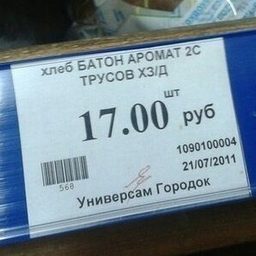 хлеб БАТОН АРОМАТ 2С
ТРУСОВ ХЗ/Д
17.00 шт руб
1090100004
568
21/07/2011
Универсам Городок